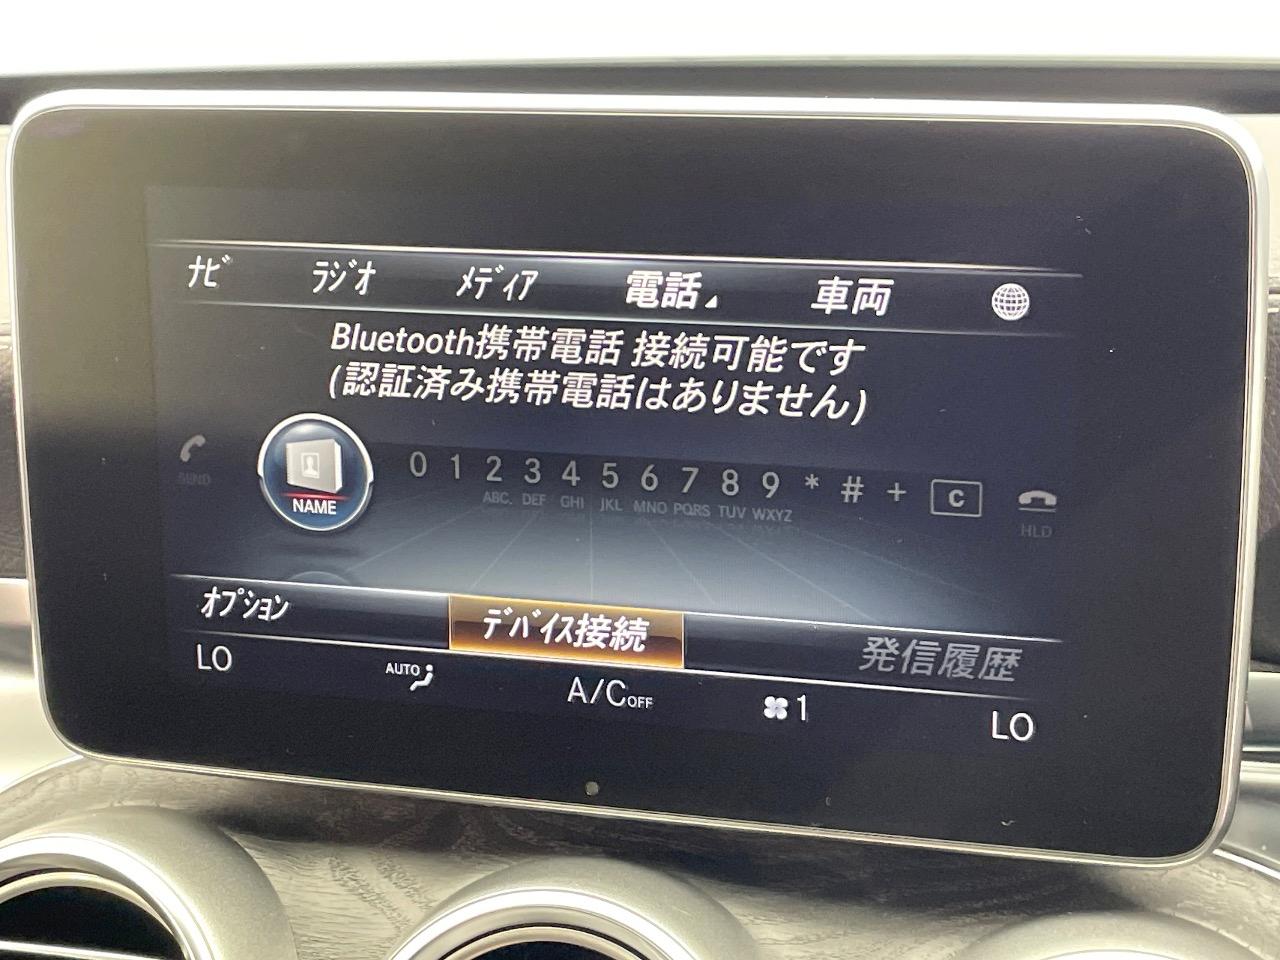 ナビ ラジオ メディア 電話 車両
Bluetooth携帯電話 接続可能です
(認証済み携帯電話はありません)
SEND NAME 0 1 2 3 4 5 6 7 8 9 * # + C HLD
ABC. DEF GHI JKL MNO PQRS TUV WXYZ
オプション デバイス接続 発信履歴
LO AUTO A/C OFF 1 LO